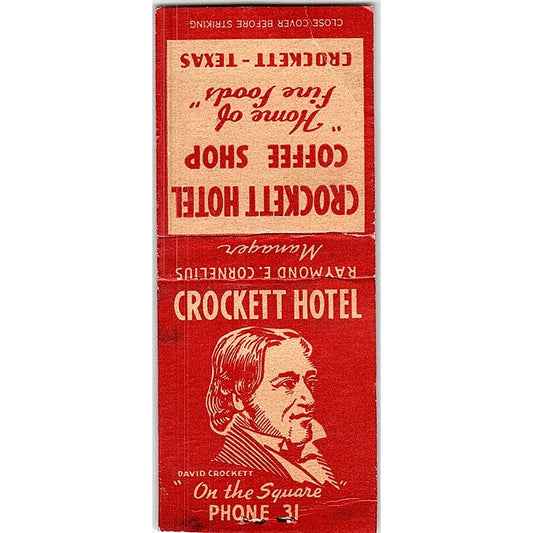 CLOSE COVER BEFORE STRIKING
CROCKETT - TEXAS
"Home of
Fine Foods"
COFFEE SHOP
CROCKETT HOTEL
Manager
RAYMOND E. CORNELIUS
CROCKETT HOTEL
DAVID CROCKETT
"On the Square"
PHONE 31